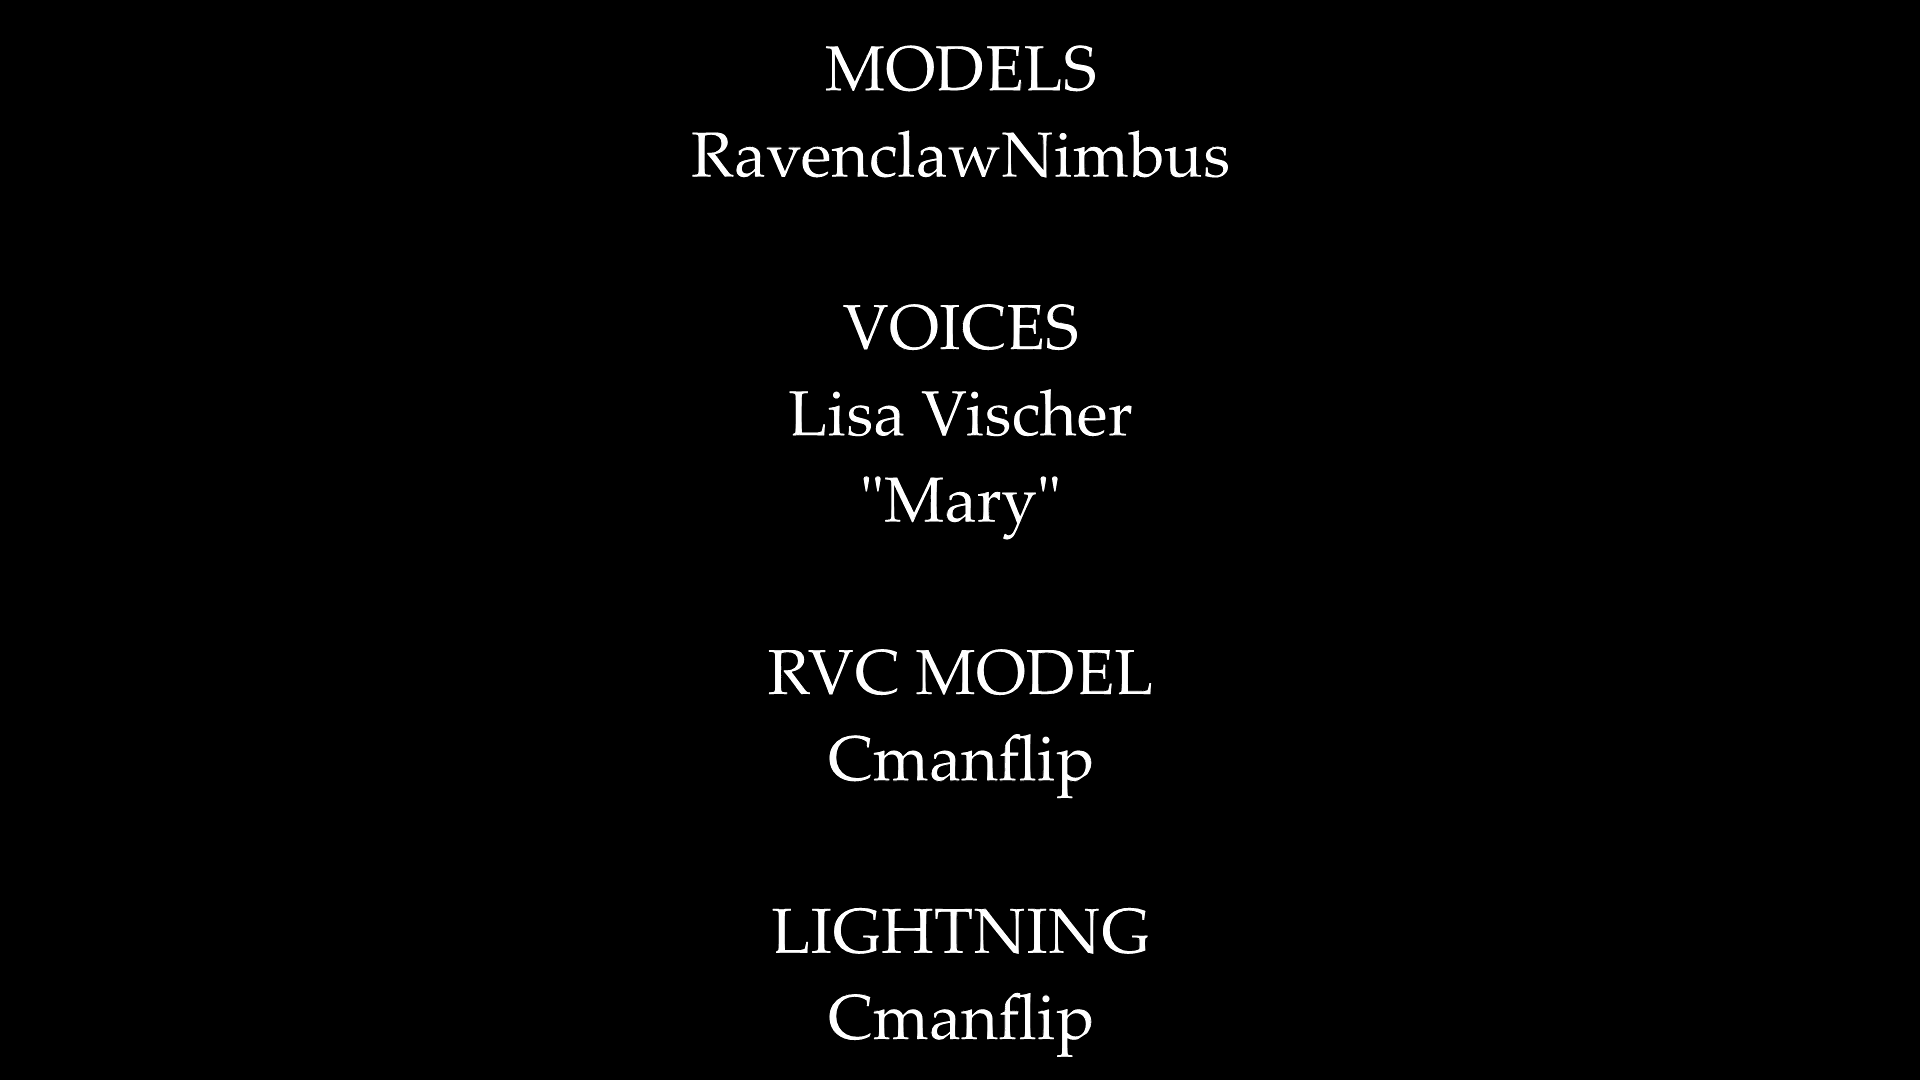 MODELS
RavenclawNimbus
VOICES
Lisa Vischer
"Mary"
RVC MODEL
Cmanflip
LIGHTNING
Cmanflip